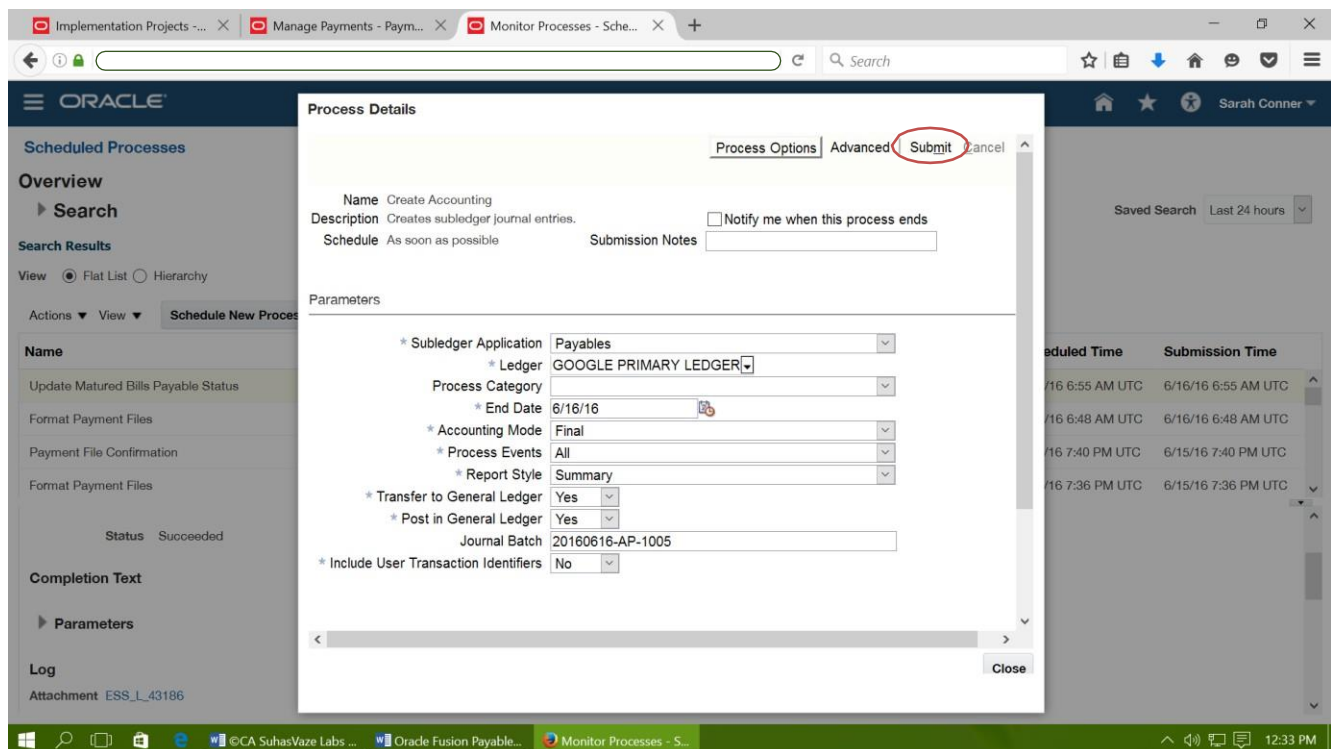 Implementation Projects -...
Manage Payments - Paym...
Monitor Processes - Sche...
Search
ORACLE
Sarah Conner
Scheduled Processes
Overview
Search
Saved Search Last 24 hours
Search Results
View Flat List Hierarchy
Actions View Schedule New Proces
Name
eduled Time Submission Time
Update Matured Bills Payable Status
/16 6:55 AM UTC 6/16/16 6:55 AM UTC
Format Payment Files
/16 6:48 AM UTC 6/16/16 6:48 AM UTC
Payment File Confirmation
/16 7:40 PM UTC 6/15/16 7:40 PM UTC
Format Payment Files
/16 7:36 PM UTC 6/15/16 7:36 PM UTC
Status Succeeded
Completion Text
Parameters
Log
Attachment ESS_L_43186
Process Details
Process Options Advanced Submit Cancel
Name Create Accounting
Description Creates subledger journal entries.
Notify me when this process ends
Schedule As soon as possible
Submission Notes
Parameters
* Subledger Application Payables
* Ledger GOOGLE PRIMARY LEDGER
Process Category
* End Date 6/16/16
* Accounting Mode Final
* Process Events All
* Report Style Summary
* Transfer to General Ledger Yes
* Post in General Ledger Yes
Journal Batch 20160616-AP-1005
* Include User Transaction Identifiers No
Close
©CA SuhasVaze Labs ...
Oracle Fusion Payable...
Monitor Processes - S...
12:33 PM